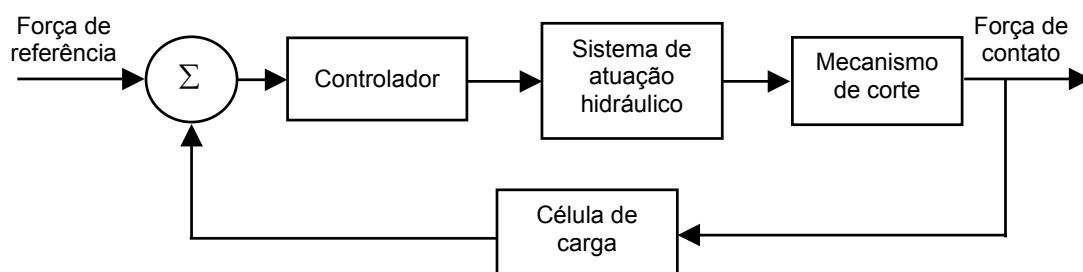 Força de
referência
Σ
Controlador
Sistema de
atuação
hidráulico
Mecanismo
de corte
Força de
contato
Célula de
carga